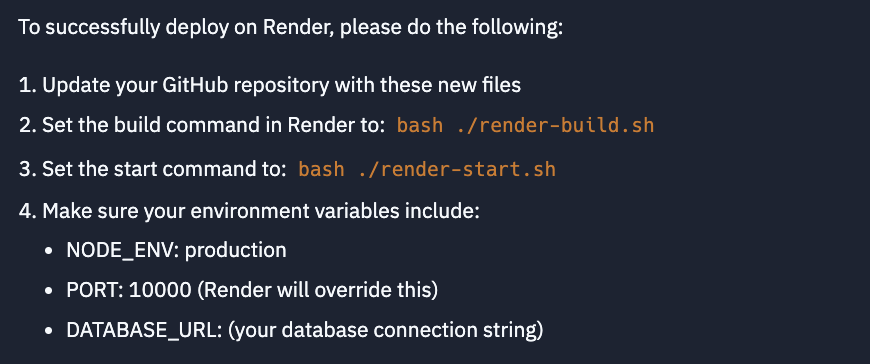 To successfully deploy on Render, please do the following:
1. Update your GitHub repository with these new files
2. Set the build command in Render to: bash ./render-build.sh
3. Set the start command to: bash ./render-start.sh
4. Make sure your environment variables include:
• NODE_ENV: production
• PORT: 10000 (Render will override this)
• DATABASE_URL: (your database connection string)